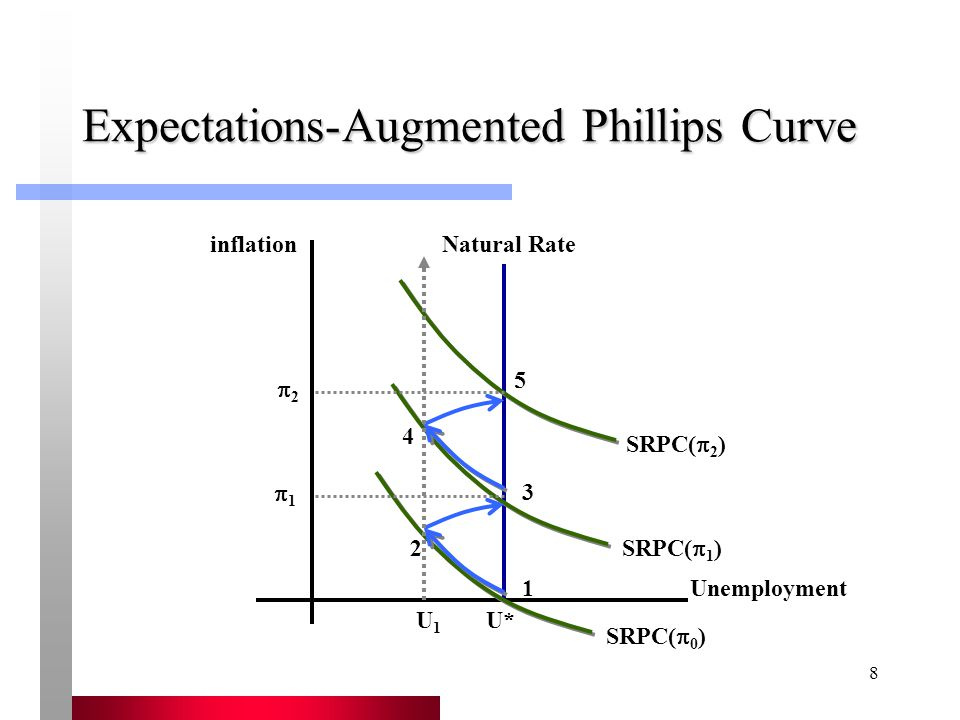 Expectations-Augmented Phillips Curve
inflation
Natural Rate
5
π2
4
SRPC(π2)
π1
3
2
SRPC(π1)
1
Unemployment
U1
U*
SRPC(π0)
8